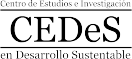 Centro de Estudios e Investigación
CEDeS
en Desarrollo Sustentable